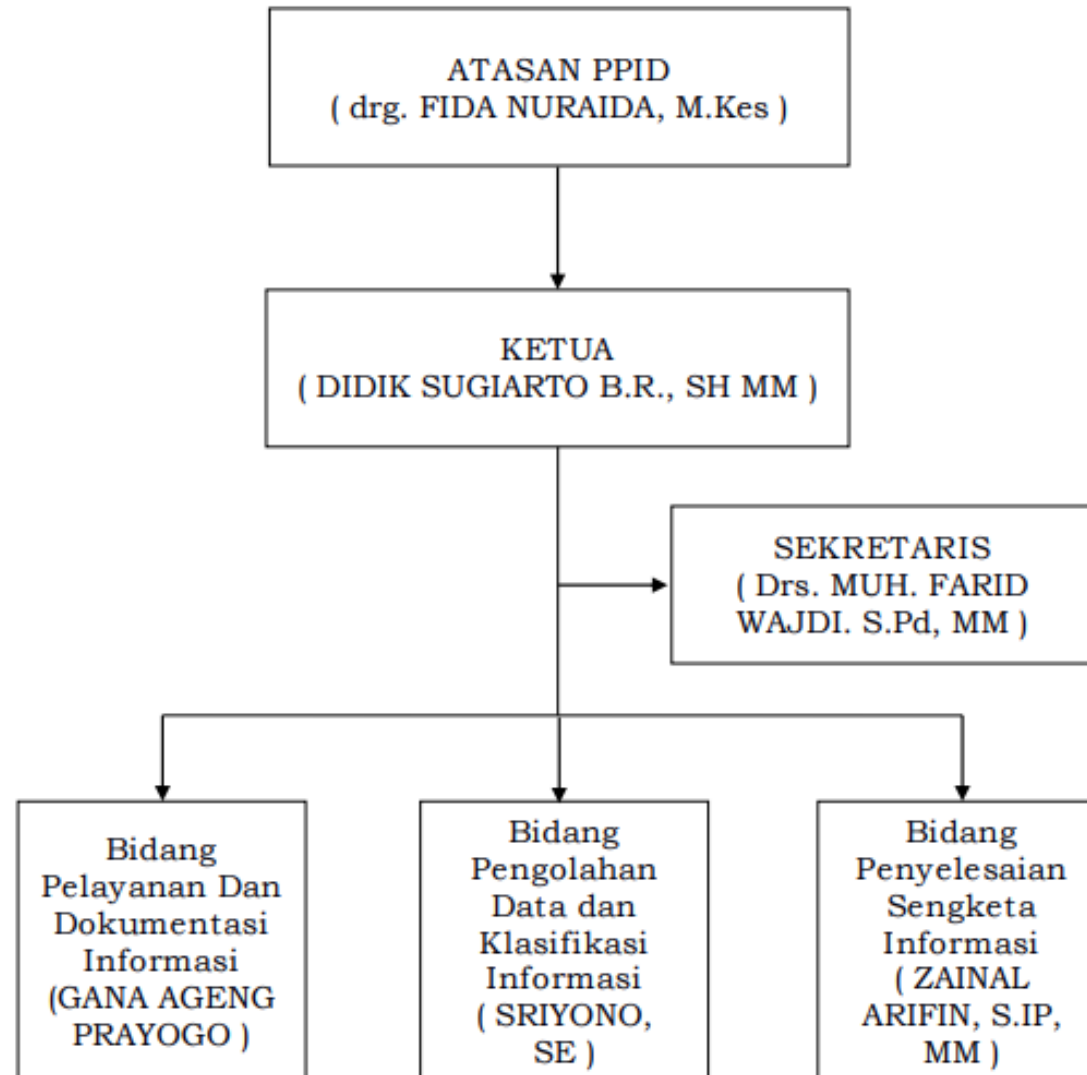 ATASAN PPID
( drg. FIDA NURAIDA, M.Kes )
KETUA
( DIDIK SUGIARTO B.R., SH MM )
SEKRETARIS
( Drs. MUH. FARID
WAJDI. S.Pd, MM )
Bidang
Pelayanan Dan
Dokumentasi
Informasi
(GANA AGENG
PRAYOGO )
Bidang
Pengolahan
Data dan
Klasifikasi
Informasi
( SRIYONO,
SE )
Bidang
Penyelesaian
Sengketa
Informasi
( ZAINAL
ARIFIN, S.IP,
MM )